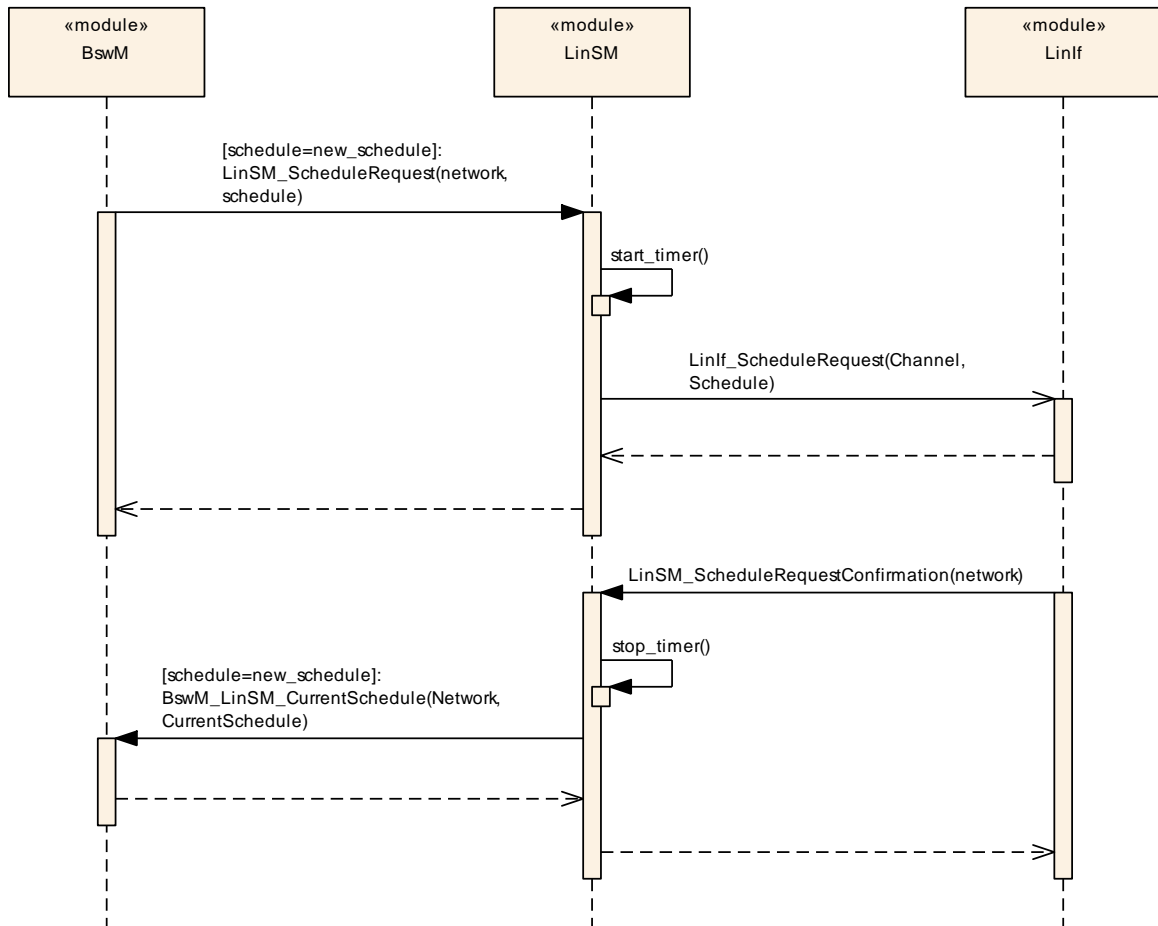 «module»
BswM
«module»
LinSM
«module»
LinIf
[schedule=new_schedule]:
LinSM_ScheduleRequest(network,
schedule)
start_timer()
LinIf_ScheduleRequest(Channel,
Schedule)
LinSM_ScheduleRequestConfirmation(network)
stop_timer()
[schedule=new_schedule]:
BswM_LinSM_CurrentSchedule(Network,
CurrentSchedule)